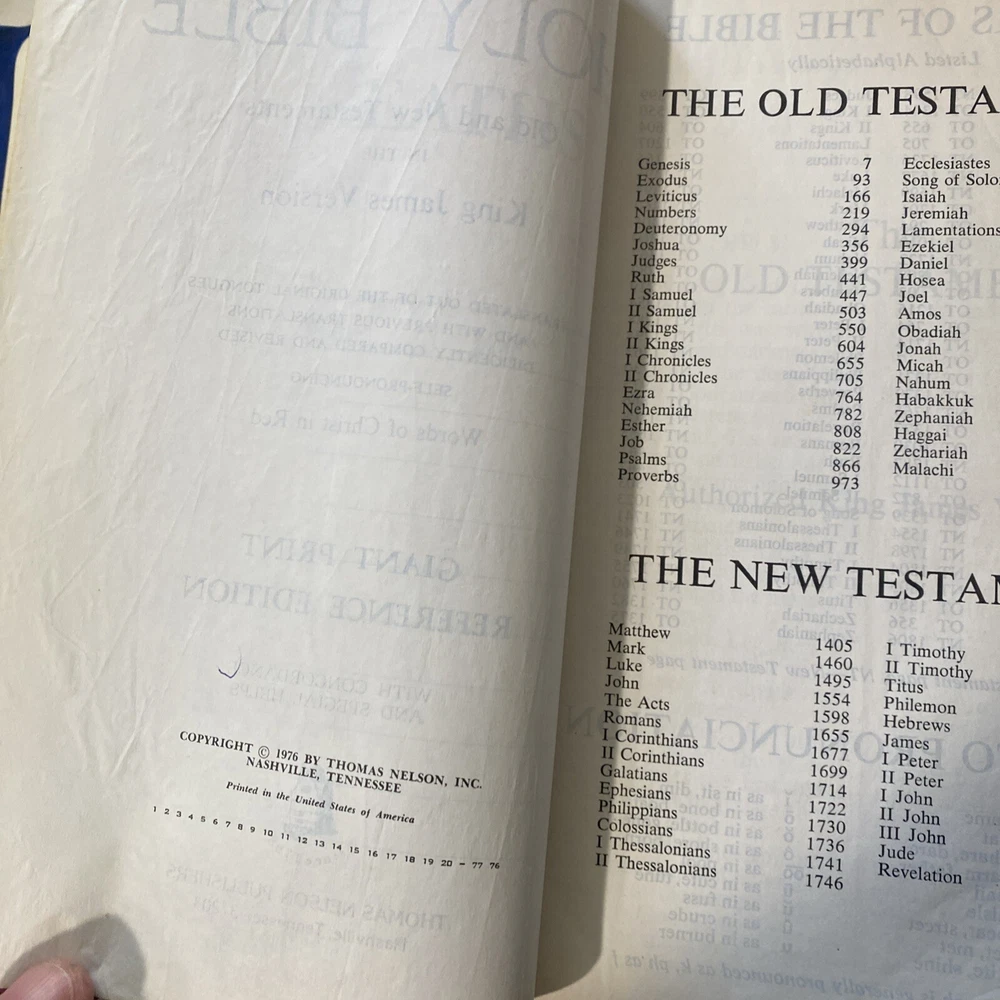 COPYRIGHT © 1976 BY THOMAS NELSON, INC.
NASHVILLE, TENNESSEE
Printed in the United States of America
1 2 3 4 5 6 7 8 9 10 11 12 13 14 15 16 17 18 19 20 – 77 76
THE OLD TESTA
Genesis 7 Ecclesiastes
Exodus 93 Song of Solo
Leviticus 166 Isaiah
Numbers 219 Jeremiah
Deuteronomy 294 Lamentations
Joshua 356 Ezekiel
Judges 399 Daniel
Ruth 441 Hosea
I Samuel 447 Joel
II Samuel 503 Amos
I Kings 550 Obadiah
II Kings 604 Jonah
I Chronicles 655 Micah
II Chronicles 705 Nahum
Ezra 764 Habakkuk
Nehemiah 782 Zephaniah
Esther 808 Haggai
Job 822 Zechariah
Psalms 866 Malachi
Proverbs 973
THE NEW TESTA
Matthew 1405 I Timothy
Mark 1460 II Timothy
Luke 1495 Titus
John 1554 Philemon
The Acts 1598 Hebrews
Romans 1655 James
I Corinthians 1677 I Peter
II Corinthians 1699 II Peter
Galatians 1714 I John
Ephesians 1722 II John
Philippians 1730 III John
Colossians 1736 Jude
I Thessalonians 1741 Revelation
II Thessalonians 1746